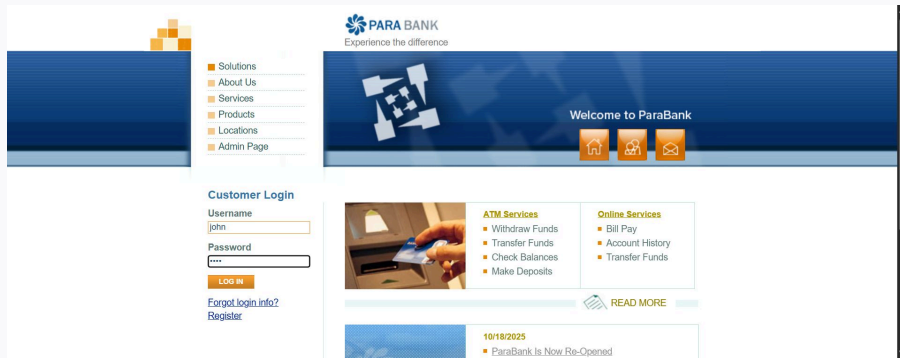 PARA BANK
Experience the difference
Solutions
About Us
Services
Products
Locations
Admin Page
Welcome to ParaBank
Customer Login
Username
john
Password
••••
LOG IN
Forgot login info?
Register
ATM Services
Withdraw Funds
Transfer Funds
Check Balances
Make Deposits
Online Services
Bill Pay
Account History
Transfer Funds
READ MORE
10/18/2025
ParaBank Is Now Re-Opened